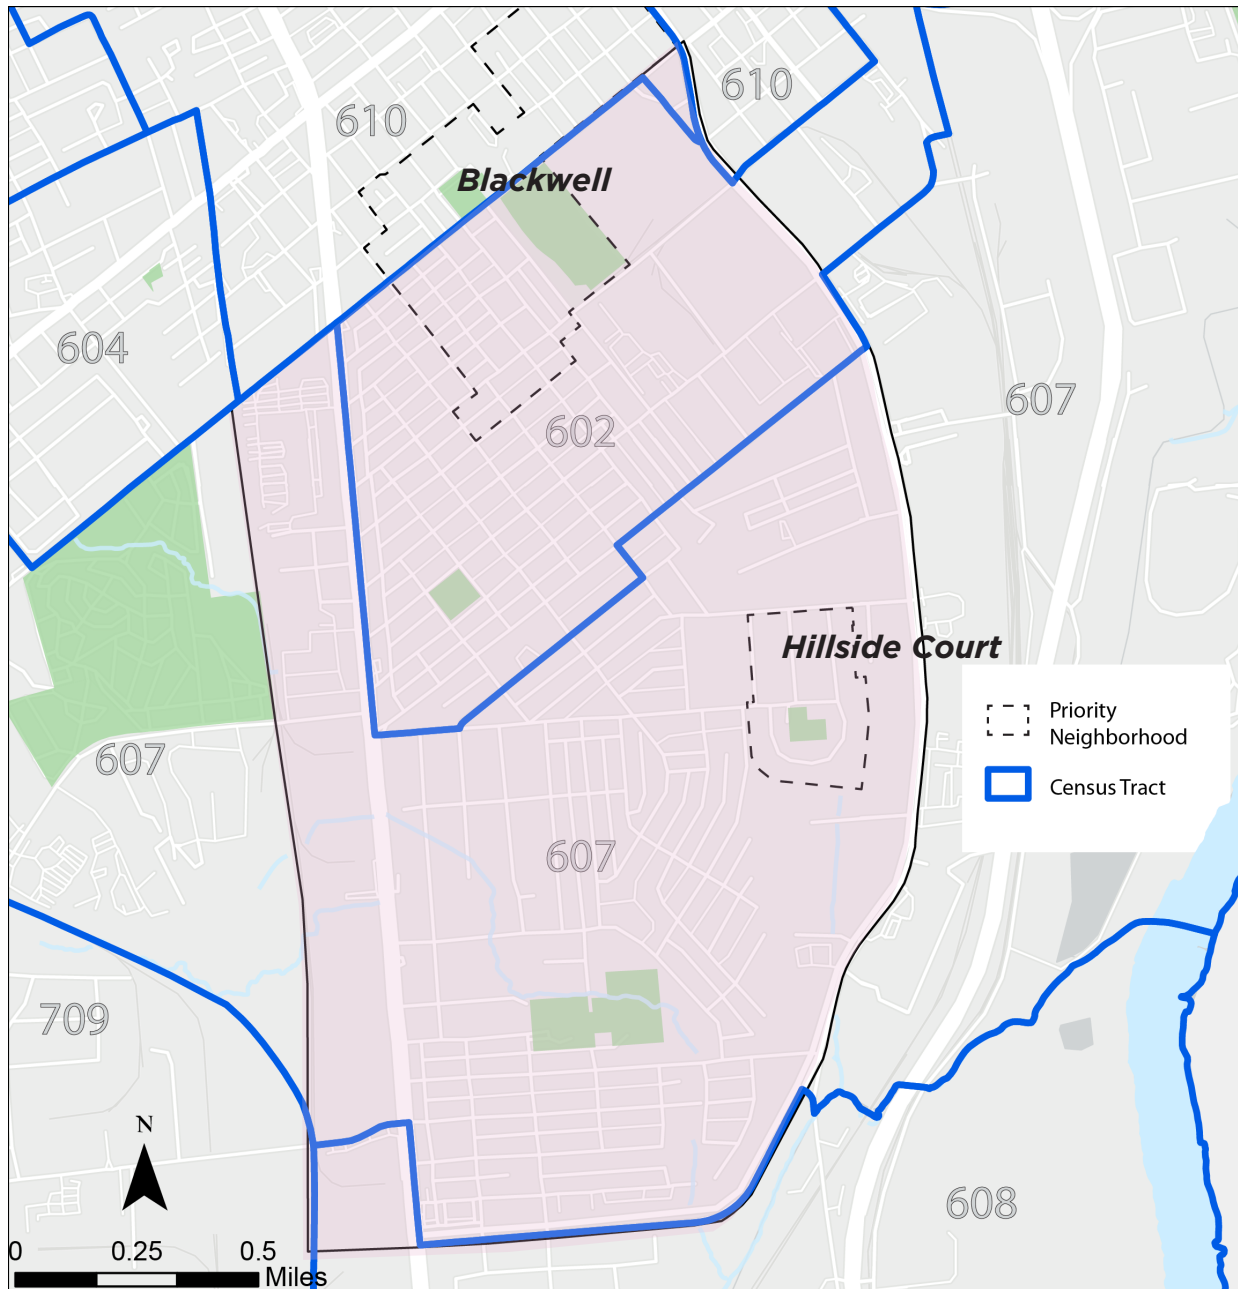 610
610
Blackwell
604
607
602
Hillside Court
Priority
Neighborhood
607
Census Tract
607
709
N
608
0 0.25 0.5
Miles